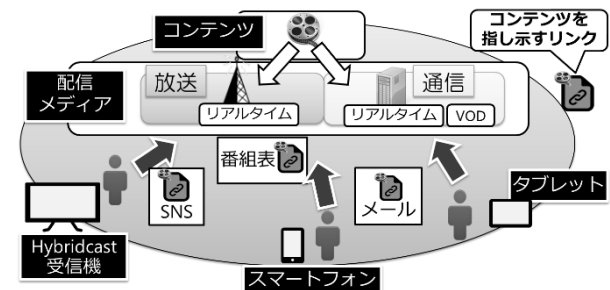 コンテンツ
コンテンツを
指し示すリンク
配信
メディア
放送
リアルタイム
通信
リアルタイム
VOD
番組表
SNS
メール
タブレット
Hybridcast
受信機
スマートフォン